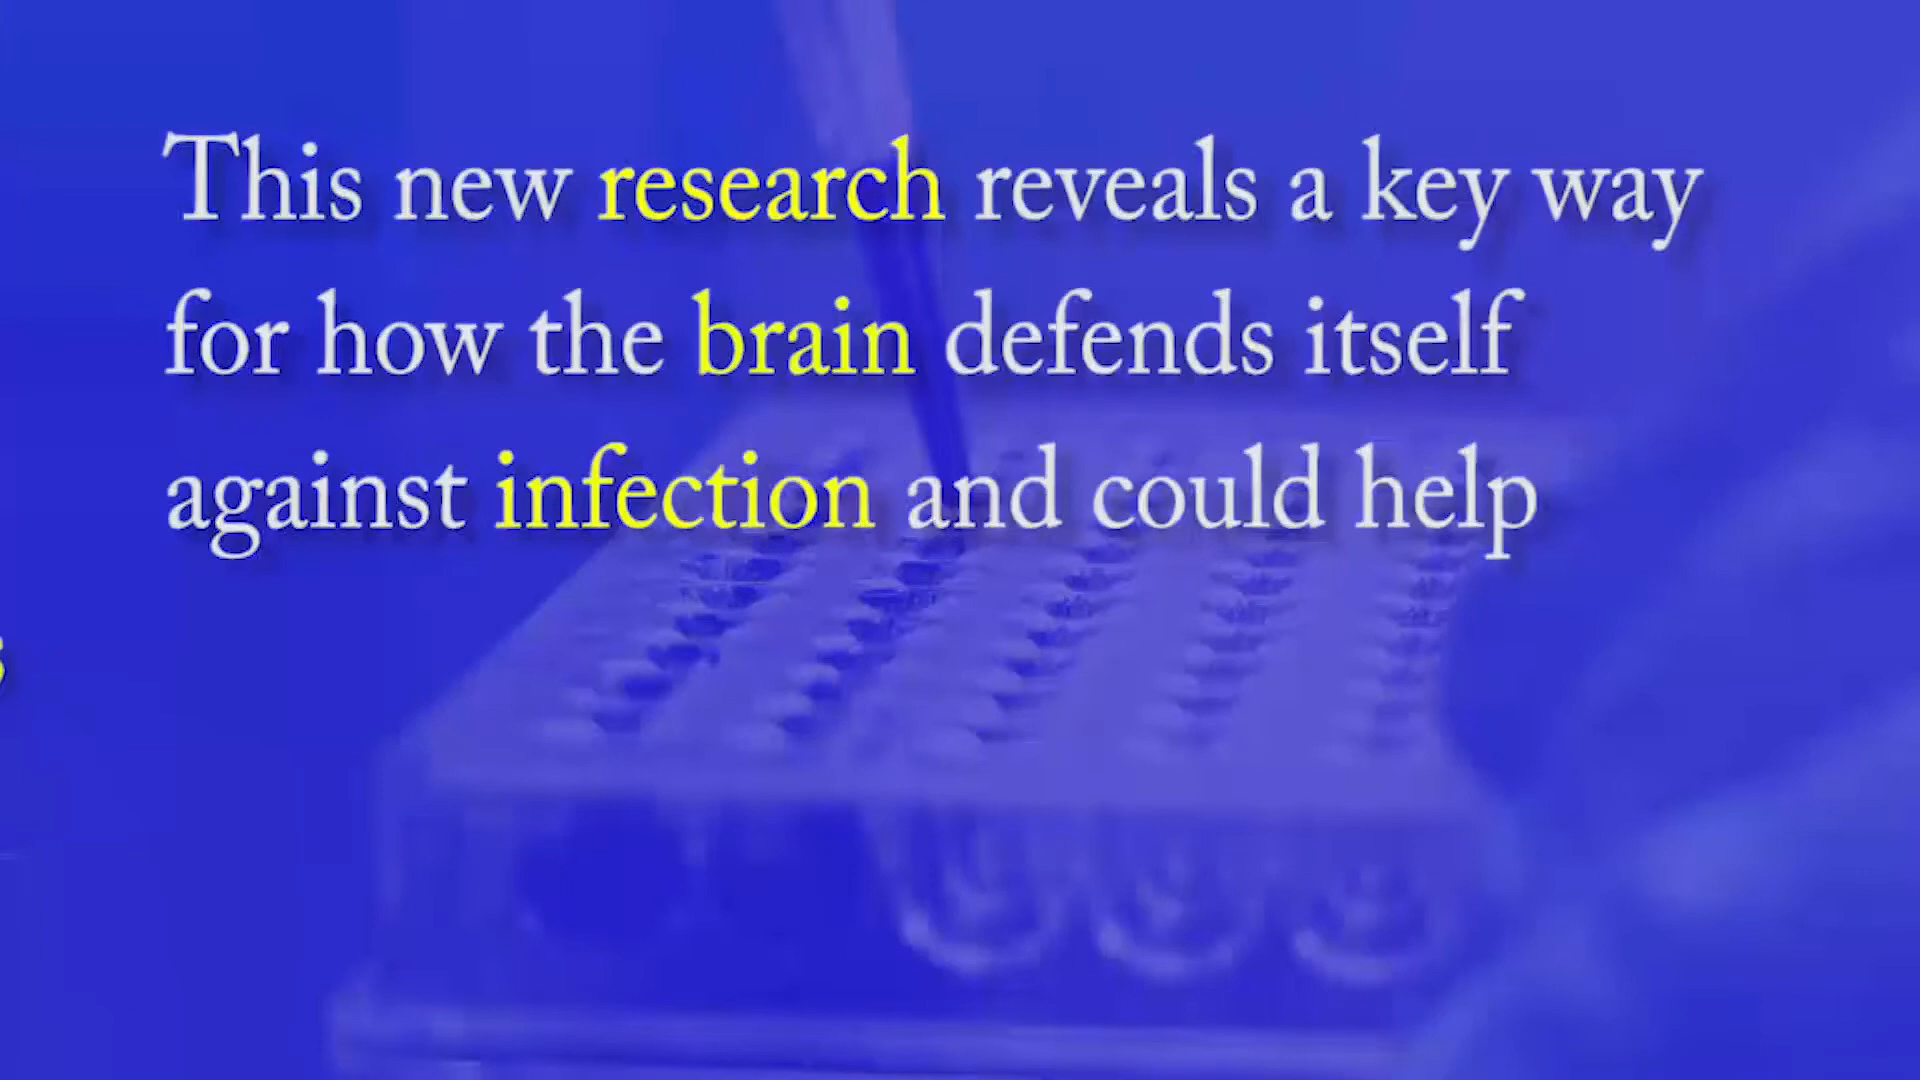 This new research reveals a key way
for how the brain defends itself
against infection and could help